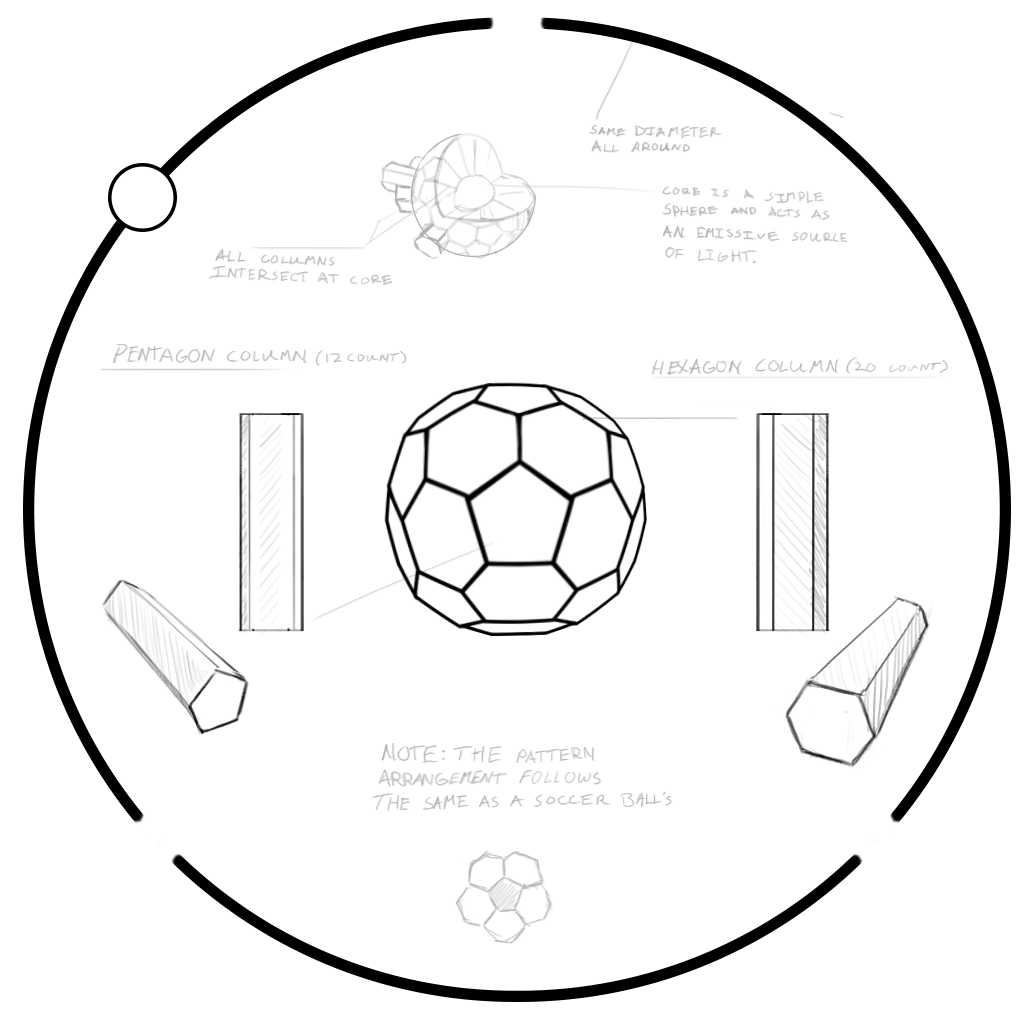 SAME DIAMETER
ALL AROUND
CORE IS A SIMPLE
SPHERE AND ACTS AS
AN EMISSIVE SOURCE
OF LIGHT.
ALL COLUMNS
INTERSECT AT CORE
PENTAGON COLUMN (12 COUNT)
HEXAGON COLUMN (20 COUNT)
NOTE: THE PATTERN
ARRANGEMENT FOLLOWS
THE SAME AS A SOCCER BALL'S